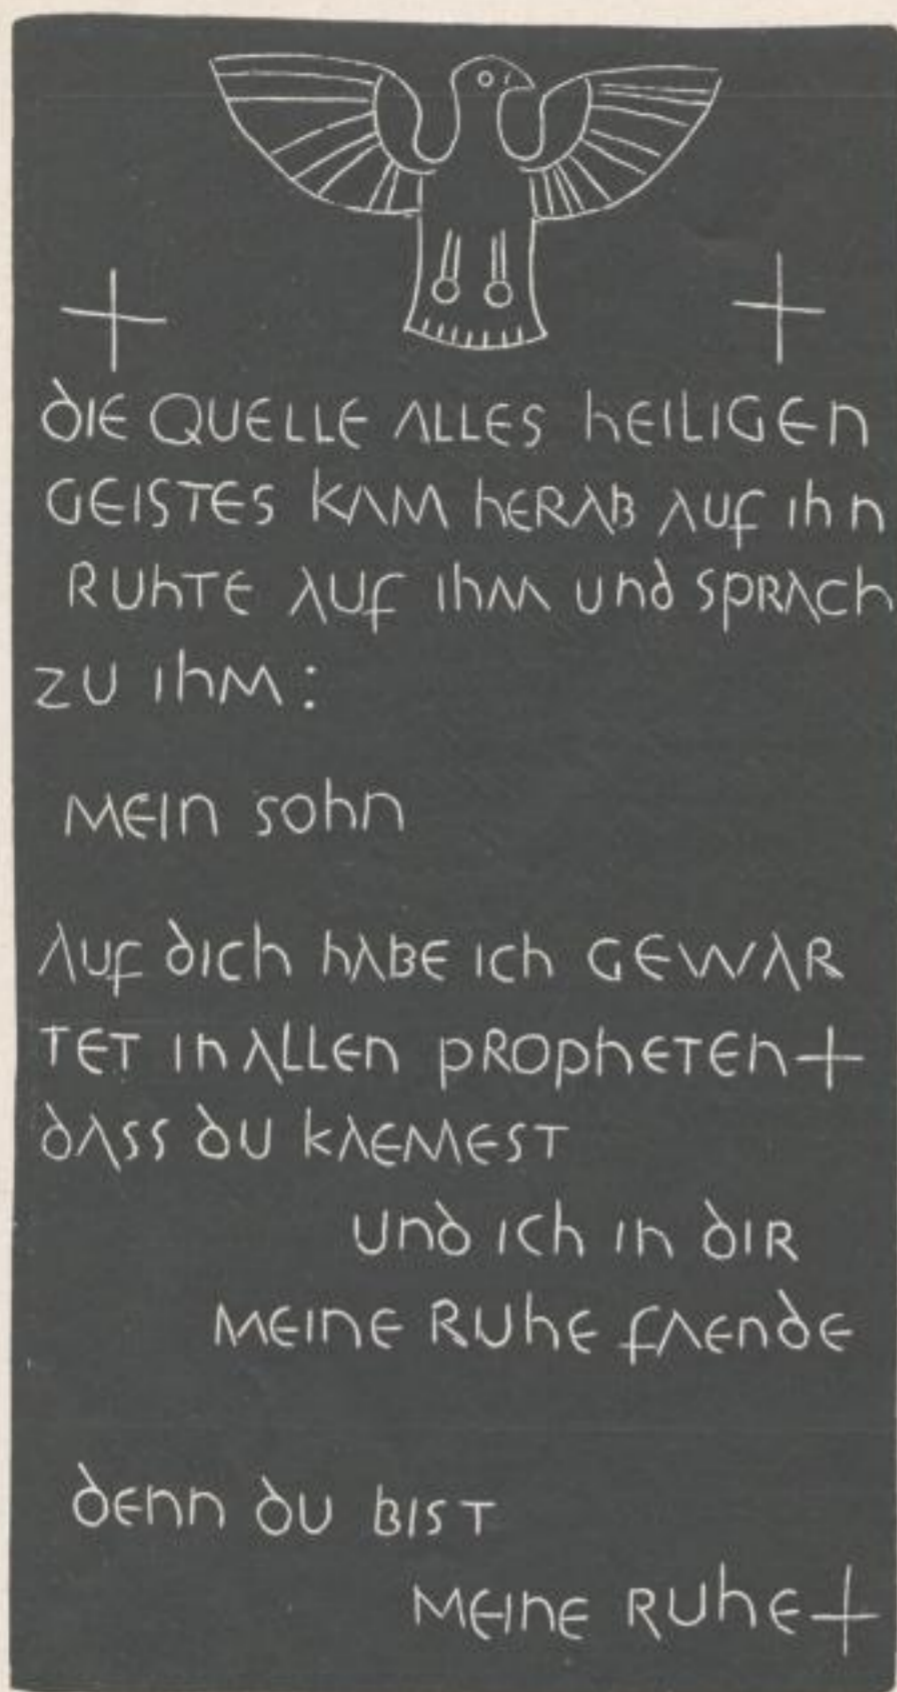 DIE QUELLE ALLES HEILIGEN
GEISTES KAM HERAB AUF IHN
RUHTE AUF IHM UND SPRACH
ZU IHM:
MEIN SOHN
AUF DICH HABE ICH GEWAR
TET IN ALLEN PROPHETEN+
DASS DU KAEMEST
UND ICH IN DIR
MEINE RUHE FAENDE
DENN DU BIST
MEINE RUHE+